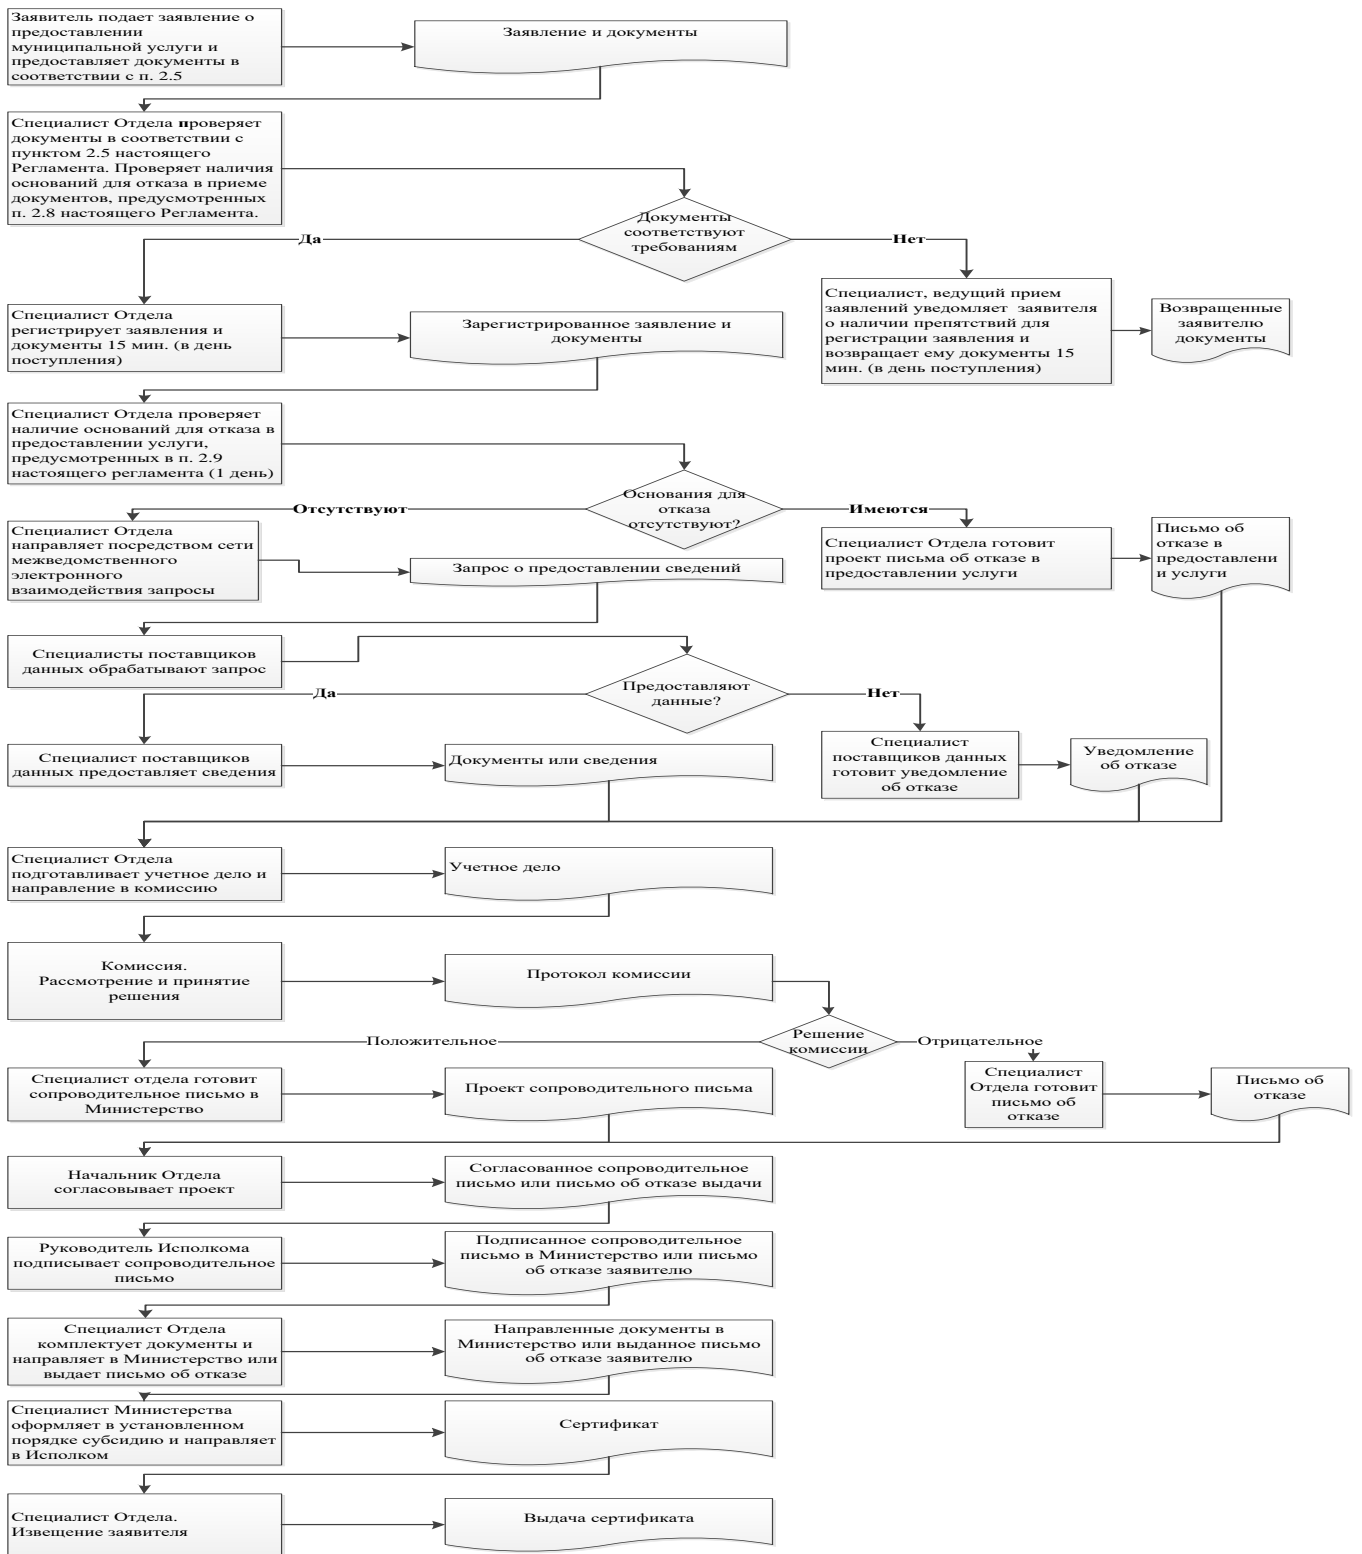 Заявитель подает заявление о
предоставлении
муниципальной услуги и
предоставляет документы в
соответствии с п. 2.5
Заявление и документы
Специалист Отдела проверяет
документы в соответствии с
пунктом 2.5 настоящего
Регламента. Проверяет наличия
оснований для отказа в приеме
документов, предусмотренных
п. 2.8 настоящего Регламента.
Документы
соответствуют
требованиям
Да
Нет
Специалист Отдела
регистрирует заявления и
документы 15 мин. (в день
поступления)
Зарегистрированное заявление и
документы
Специалист, ведущий прием
заявлений уведомляет заявителя
о наличии препятствий для
регистрации заявления и
возвращает ему документы 15
мин. (в день поступления)
Возвращенные
заявителю
документы
Специалист Отдела проверяет
наличие оснований для отказа в
предоставлении услуги,
предусмотренных в п. 2.9
настоящего регламента (1 день)
Основания для
отказа
отсутствуют?
Отсутствуют
Имеются
Специалист Отдела
направляет посредством сети
межведомственного
электронного
взаимодействия запросы
Запрос о предоставлении сведений
Специалист Отдела готовит
проект письма об отказе в
предоставлении услуги
Письмо об
отказе в
предоставлени
и услуги
Специалисты поставщиков
данных обрабатывают запрос
Предоставляют
данные?
Да
Нет
Специалист поставщиков
данных предоставляет сведения
Документы или сведения
Специалист
поставщиков данных
готовит уведомление
об отказе
Уведомление
об отказе
Специалист Отдела
подготавливает учетное дело и
направление в комиссию
Учетное дело
Комиссия.
Рассмотрение и принятие
решения
Протокол комиссии
Решение
комиссии
Положительное
Отрицательное
Специалист отдела готовит
сопроводительное письмо в
Министерство
Проект сопроводительного письма
Специалист
Отдела готовит
письмо об
отказе
Письмо об
отказе
Начальник Отдела
согласовывает проект
Согласованное сопроводительное
письмо или письмо об отказе выдачи
Руководитель Исполкома
подписывает сопроводительное
письмо
Подписанное сопроводительное
письмо в Министерство или письмо
об отказе заявителю
Специалист Отдела
комплектует документы и
направляет в Министерство или
выдает письмо об отказе
Направленные документы в
Министерство или выданное письмо
об отказе заявителю
Специалист Министерства
оформляет в установленном
порядке субсидию и направляет
в Исполком
Сертификат
Специалист Отдела.
Извещение заявителя
Выдача сертификата